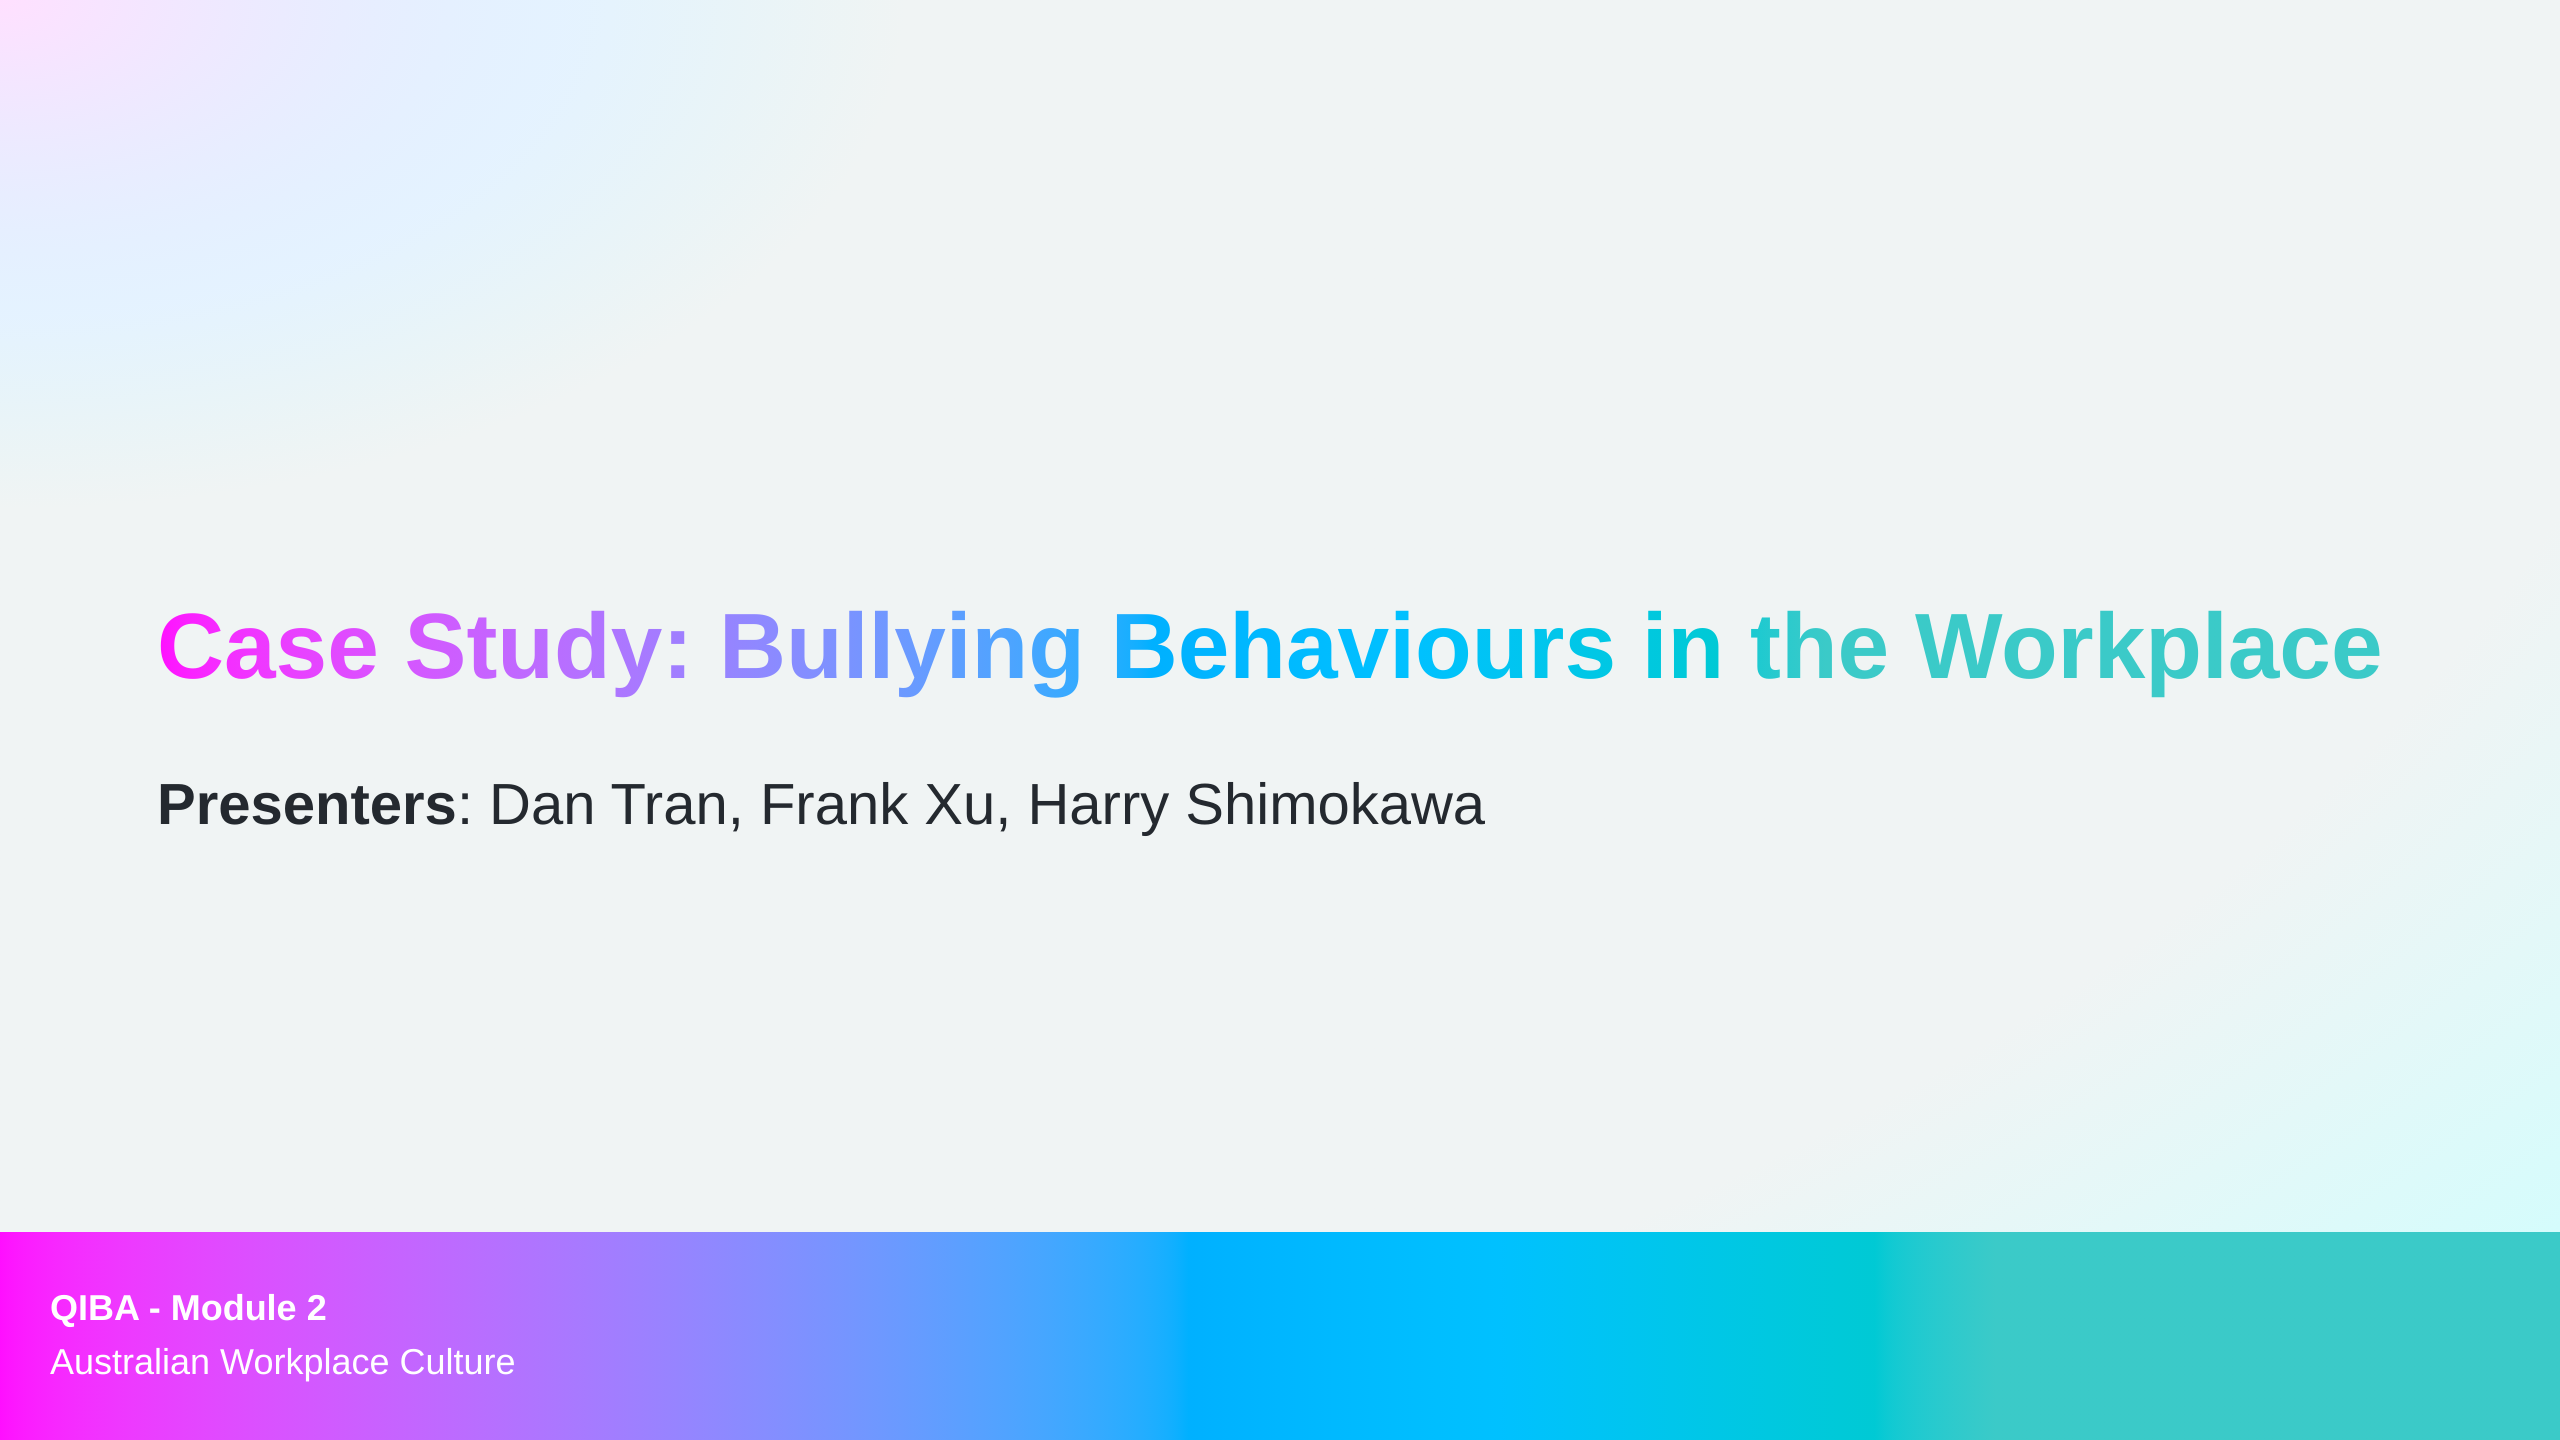 Case Study: Bullying Behaviours in the Workplace
Presenters: Dan Tran, Frank Xu, Harry Shimokawa
QIBA - Module 2
Australian Workplace Culture